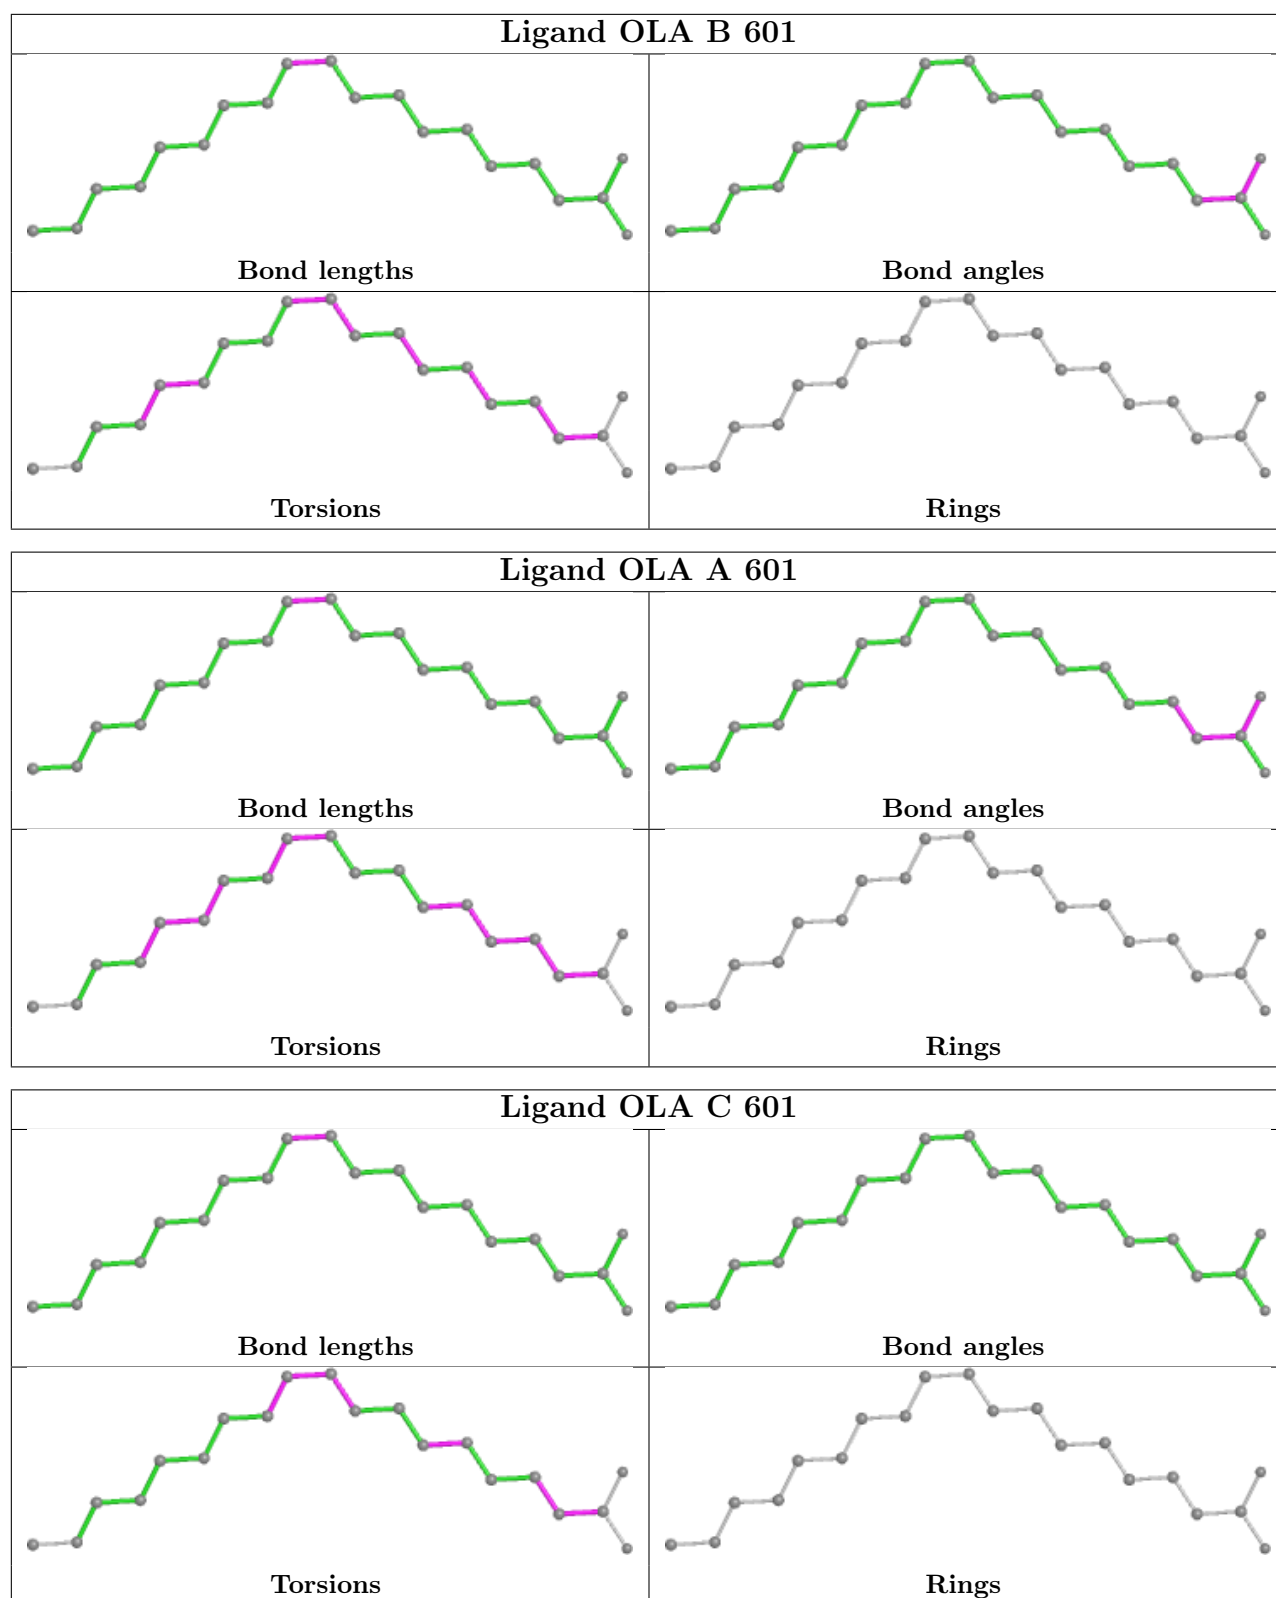 Ligand OLA B 601
Bond lengths
Bond angles
Torsions
Rings
Ligand OLA A 601
Bond lengths
Bond angles
Torsions
Rings
Ligand OLA C 601
Bond lengths
Bond angles
Torsions
Rings